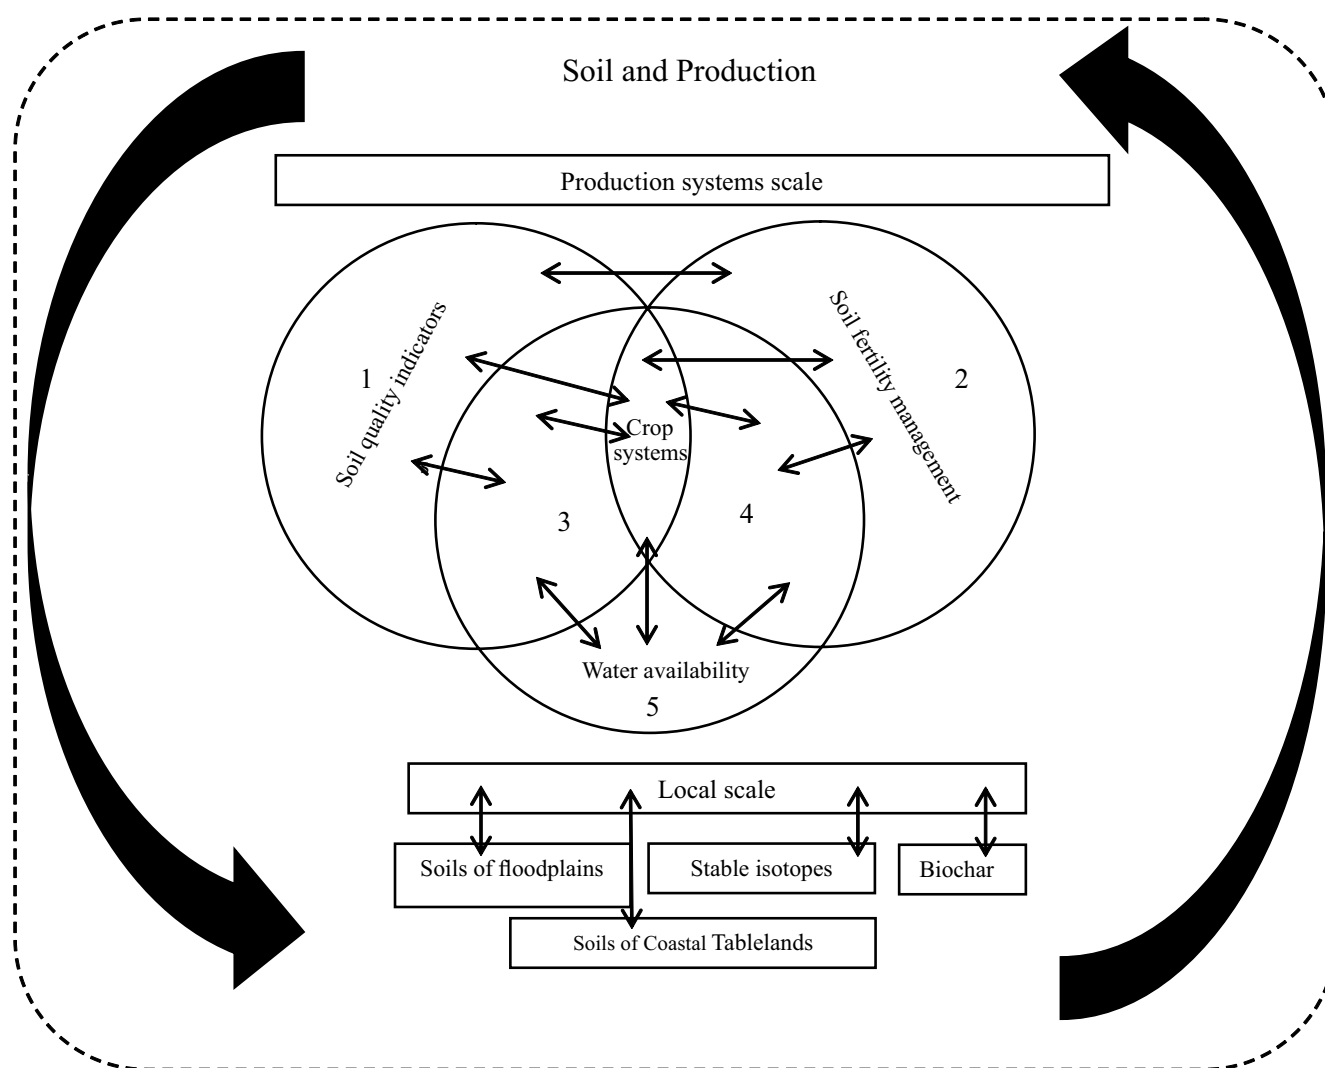 Soil and Production
Production systems scale
1
Soil quality indicators
Soil fertility management
2
Crop
systems
3
4
Water availability
5
Local scale
Soils of floodplains
Stable isotopes
Biochar
Soils of Coastal Tablelands